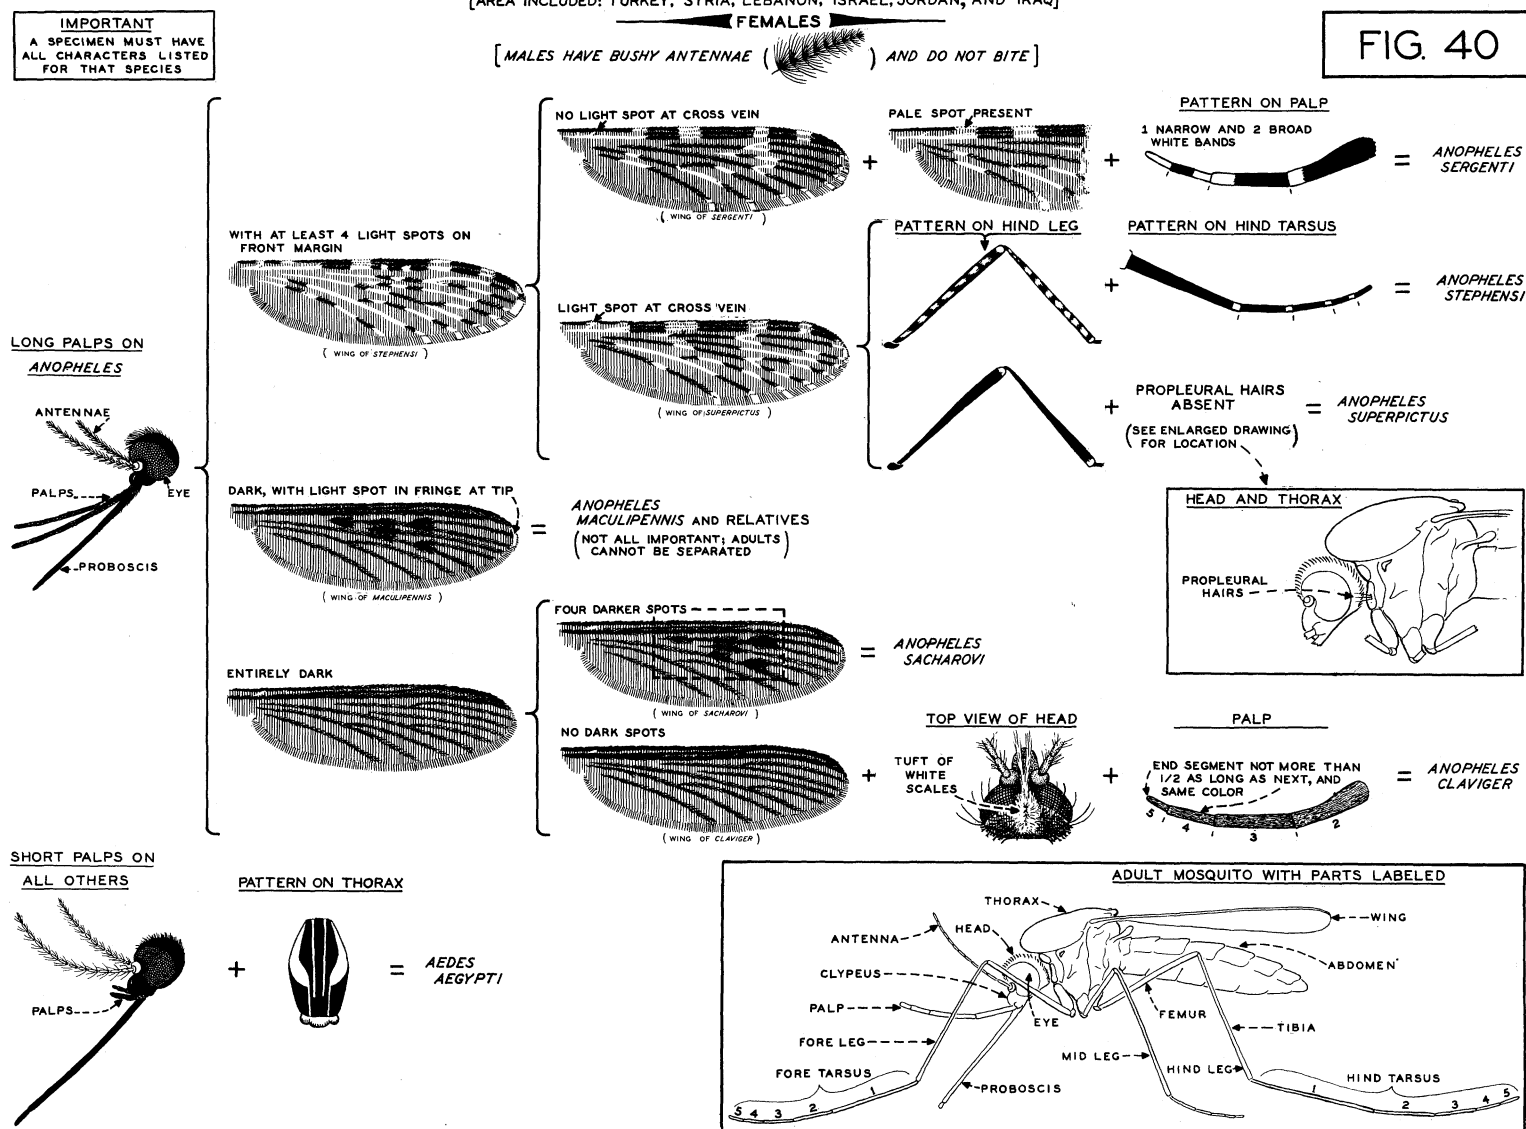 [AREA INCLUDED: TURKEY, SYRIA, LEBANON, ISRAEL, JORDAN, AND IRAQ]
FEMALES
[MALES HAVE BUSHY ANTENNAE ( ) AND DO NOT BITE]
IMPORTANT
A SPECIMEN MUST HAVE
ALL CHARACTERS LISTED
FOR THAT SPECIES
FIG. 40
NO LIGHT SPOT AT CROSS VEIN
(WING OF SERGENTI)
+
PALE SPOT PRESENT
+
PATTERN ON PALP
1 NARROW AND 2 BROAD
WHITE BANDS
=
ANOPHELES
SERGENTI
WITH AT LEAST 4 LIGHT SPOTS ON
FRONT MARGIN
(WING OF STEPHENSI)
LIGHT SPOT AT CROSS VEIN
(WING OF SUPERPICTUS)
PATTERN ON HIND LEG
+
PATTERN ON HIND TARSUS
=
ANOPHELES
STEPHENSI
+
PROPLEURAL HAIRS
ABSENT
(SEE ENLARGED DRAWING
FOR LOCATION)
=
ANOPHELES
SUPERPICTUS
LONG PALPS ON
ANOPHELES
ANTENNAE
PALPS
EYE
PROBOSCIS
DARK, WITH LIGHT SPOT IN FRINGE AT TIP
(WING OF MACULIPENNIS)
=
ANOPHELES
MACULIPENNIS AND RELATIVES
(NOT ALL IMPORTANT; ADULTS
CANNOT BE SEPARATED)
HEAD AND THORAX
PROPLEURAL
HAIRS
ENTIRELY DARK
FOUR DARKER SPOTS
(WING OF SACHAROVI)
=
ANOPHELES
SACHAROVI
NO DARK SPOTS
(WING OF CLAVIGER)
+
TOP VIEW OF HEAD
TUFT OF
WHITE
SCALES
+
PALP
END SEGMENT NOT MORE THAN
1/2 AS LONG AS NEXT, AND
SAME COLOR
5 4 3 2
=
ANOPHELES
CLAVIGER
SHORT PALPS ON
ALL OTHERS
PALPS
+
PATTERN ON THORAX
=
AEDES
AEGYPTI
ADULT MOSQUITO WITH PARTS LABELED
THORAX
WING
ANTENNA
HEAD
CLYPEUS
ABDOMEN
PALP
EYE
FEMUR
TIBIA
FORE LEG
MID LEG
HIND LEG
FORE TARSUS
PROBOSCIS
HIND TARSUS
5 4 3 2 1
1 2 3 4 5